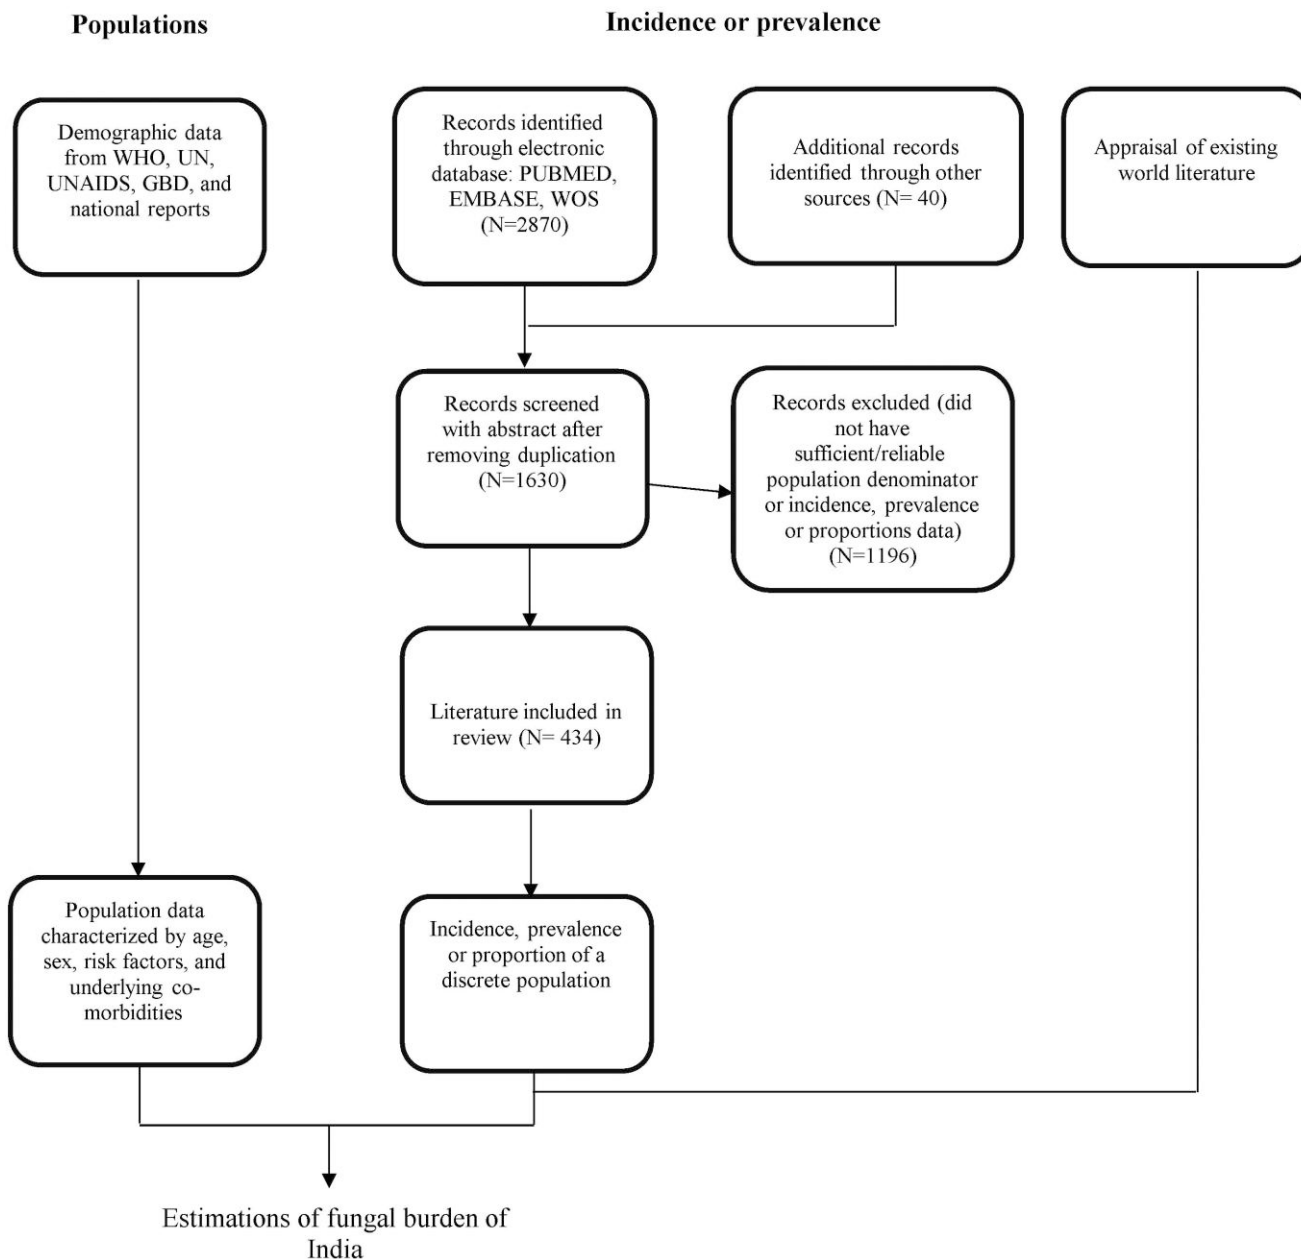 Populations
Incidence or prevalence
Demographic data
from WHO, UN,
UNAIDS, GBD, and
national reports
Records identified
through electronic
database: PUBMED,
EMBASE, WOS
(N=2870)
Additional records
identified through other
sources (N= 40)
Appraisal of existing
world literature
Records screened
with abstract after
removing duplication
(N=1630)
Records excluded (did
not have
sufficient/reliable
population denominator
or incidence, prevalence
or proportions data)
(N=1196)
Literature included in
review (N= 434)
Population data
characterized by age,
sex, risk factors, and
underlying co-
morbidities
Incidence, prevalence
or proportion of a
discrete population
Estimations of fungal burden of
India